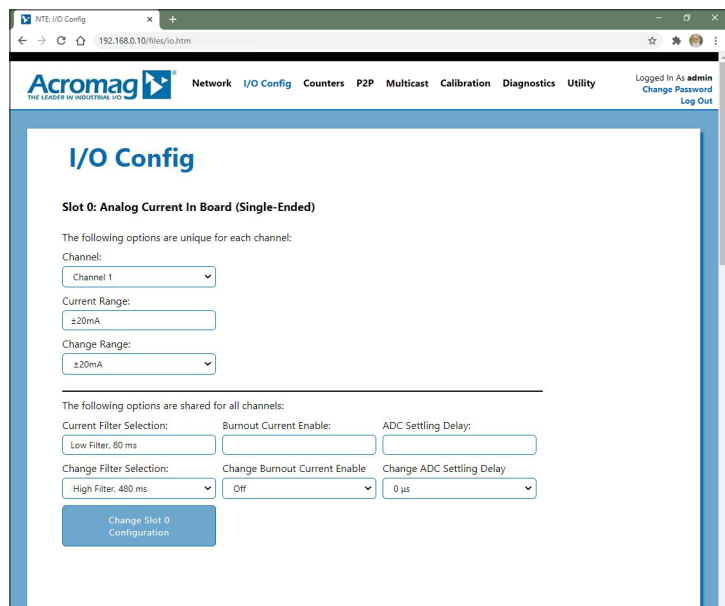 NTE: I/O Config
192.168.0.10/files/io.htm
Acromag
THE LEADER IN INDUSTRIAL I/O
Network I/O Config Counters P2P Multicast Calibration Diagnostics Utility
Logged In As admin
Change Password
Log Out
I/O Config
Slot 0: Analog Current In Board (Single-Ended)
The following options are unique for each channel:
Channel:
Channel 1
Current Range:
±20mA
Change Range:
±20mA
The following options are shared for all channels:
Current Filter Selection: Burnout Current Enable: ADC Settling Delay:
Low Filter, 80 ms
Change Filter Selection: Change Burnout Current Enable Change ADC Settling Delay
High Filter, 480 ms Off 0 µs
Change Slot 0
Configuration